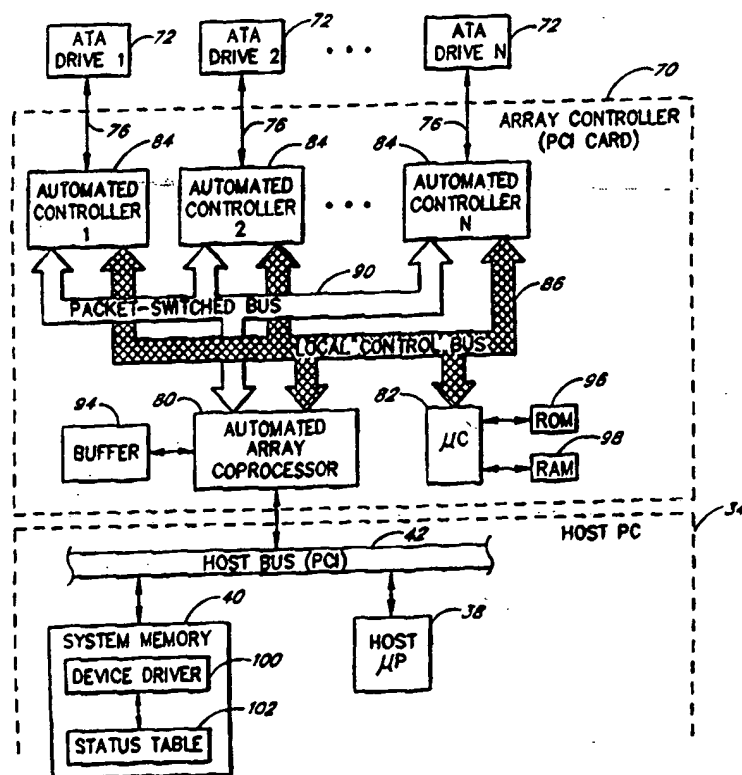 ATA
DRIVE 1
72
ATA
DRIVE 2
72
ATA
DRIVE N
72
70
ARRAY CONTROLLER
(PCI CARD)
76
84
76
84
76
84
AUTOMATED
CONTROLLER
1
AUTOMATED
CONTROLLER
2
AUTOMATED
CONTROLLER
N
90
86
PACKET-SWITCHED BUS
LOCAL CONTROL BUS
94
80
82
96
BUFFER
AUTOMATED
ARRAY
COPROCESSOR
μC
ROM
98
RAM
HOST PC
34
42
HOST BUS (PCI)
40
38
SYSTEM MEMORY
100
DEVICE DRIVER
HOST
μP
102
STATUS TABLE